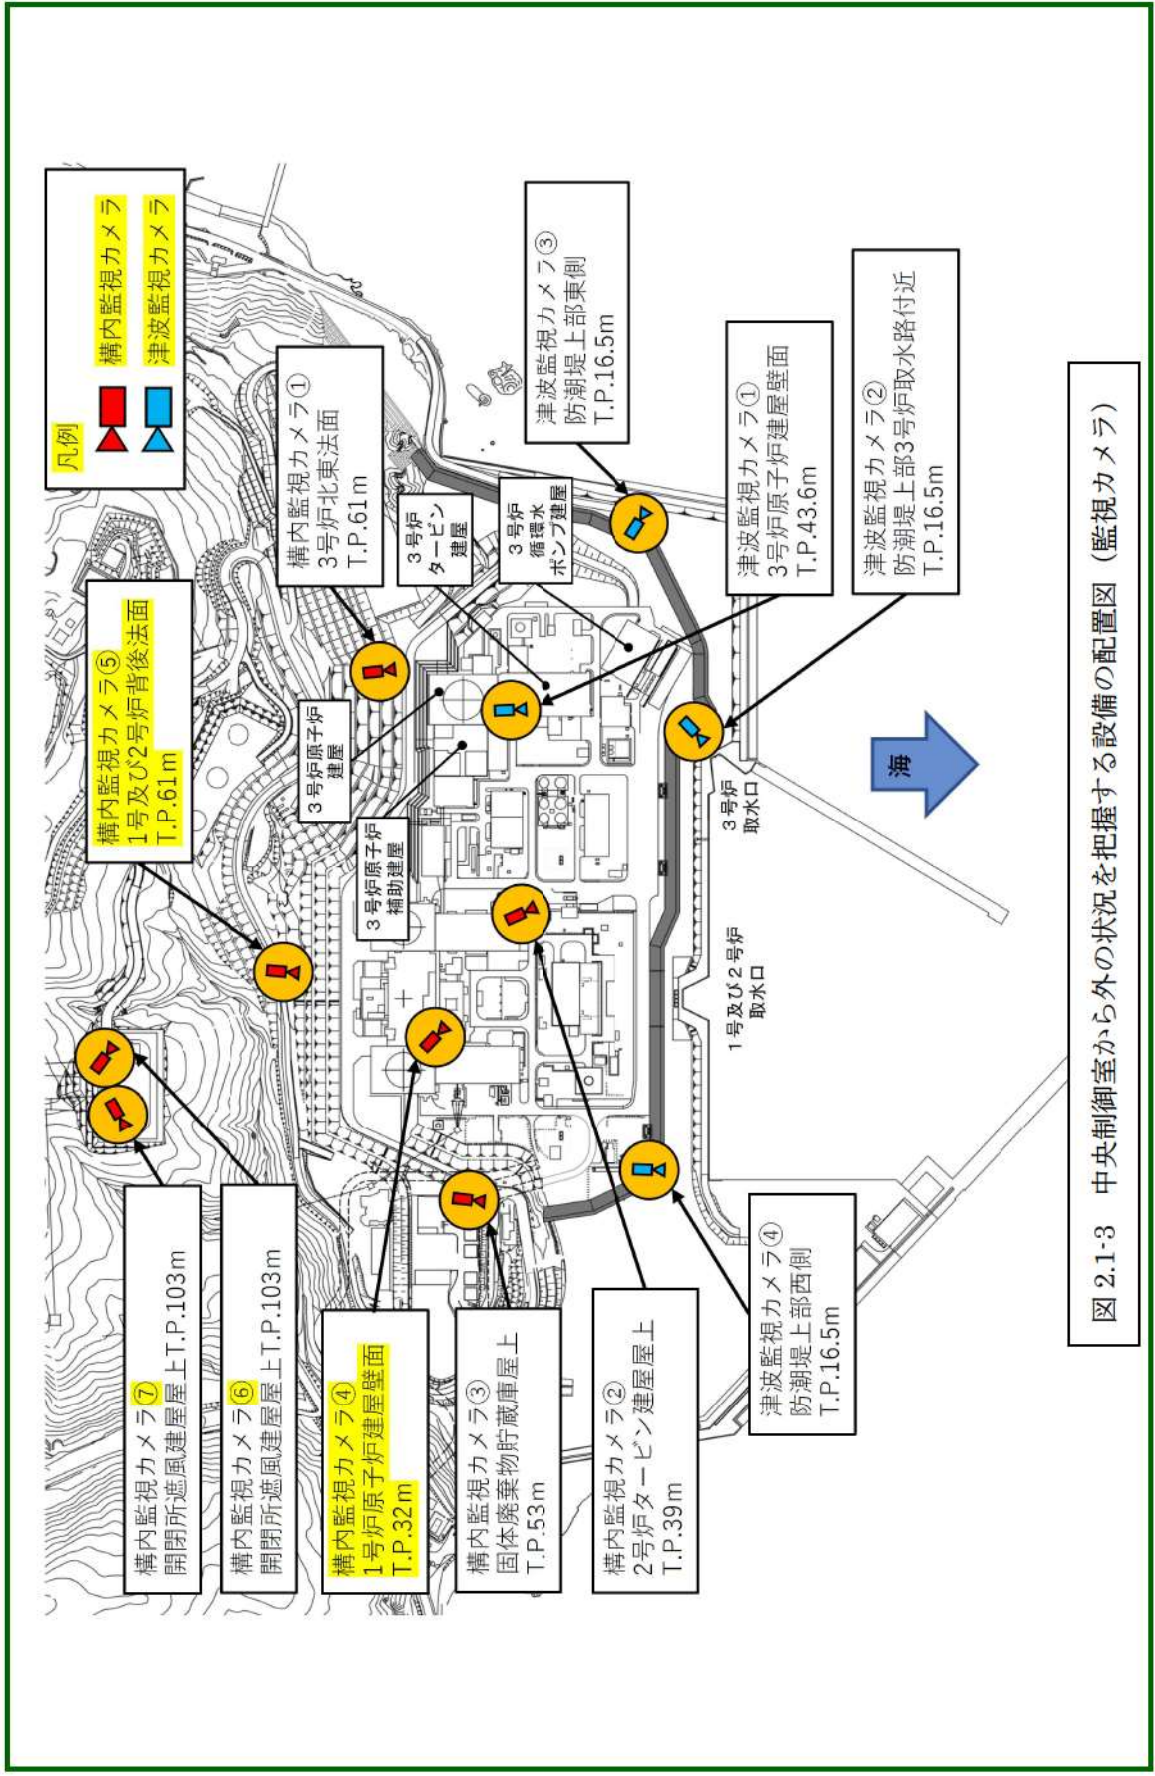 凡例
構内監視カメラ
津波監視カメラ
構内監視カメラ⑦
開閉所遮風建屋屋上T.P.103m
構内監視カメラ⑥
開閉所遮風建屋屋上T.P.103m
構内監視カメラ⑤
1号及び2号炉背後法面
T.P.61m
構内監視カメラ①
3号炉北東法面
T.P.61m
構内監視カメラ④
1号炉原子炉建屋壁面
T.P.32m
構内監視カメラ③
固体廃棄物貯蔵庫屋上
T.P.53m
構内監視カメラ②
2号炉タービン建屋屋上
T.P.39m
3号炉原子炉
建屋
3号炉原子炉
補助建屋
3号炉
タービン
建屋
3号炉
循環水
ポンプ建屋
津波監視カメラ③
防潮堤上部東側
T.P.16.5m
津波監視カメラ①
3号炉原子炉建屋壁面
T.P.43.6m
津波監視カメラ②
防潮堤上部3号炉取水路付近
T.P.16.5m
津波監視カメラ④
防潮堤上部西側
T.P.16.5m
1号及び2号炉
取水口
3号炉
取水口
海
図 2.1-3 中央制御室から外の状況を把握する設備の配置図（監視カメラ）